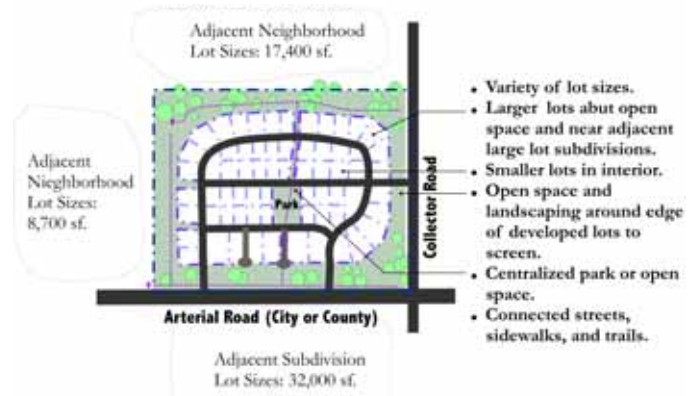 Adjacent Neighborhood
Lot Sizes: 17,400 sf.
Adjacent
Nieghborhood
Lot Sizes:
8,700 sf.
Park
Collector Road
Arterial Road (City or County)
Adjacent Subdivision
Lot Sizes: 32,000 sf.
• Variety of lot sizes.
• Larger lots abut open
space and near adjacent
large lot subdivisions.
• Smaller lots in interior.
• Open space and
landscaping around edge
of developed lots to
screen.
• Centralized park or open
space.
• Connected streets,
sidewalks, and trails.